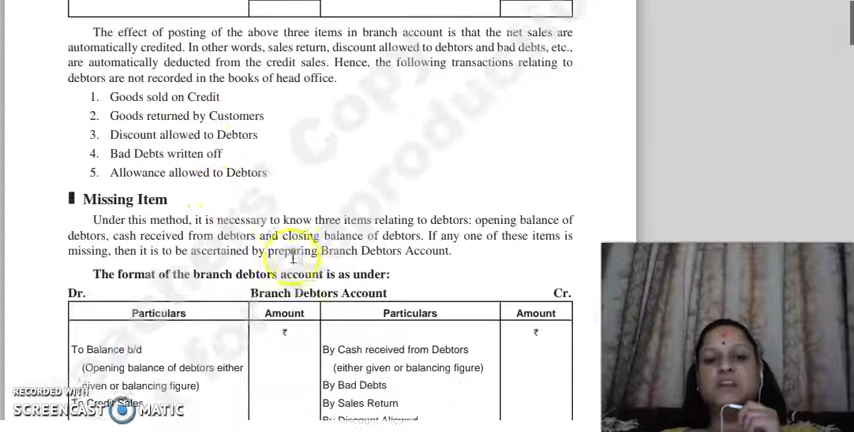 The effect of posting of the above three items in branch account is that the net sales are
automatically credited. In other words, sales return, discount allowed to debtors and bad debts, etc.,
are automatically deducted from the credit sales. Hence, the following transactions relating to
debtors are not recorded in the books of head office.
1. Goods sold on Credit
2. Goods returned by Customers
3. Discount allowed to Debtors
4. Bad Debts written off
5. Allowance allowed to Debtors
Missing Item
Under this method, it is necessary to know three items relating to debtors: opening balance of
debtors, cash received from debtors and closing balance of debtors. If any one of these items is
missing, then it is to be ascertained by preparing Branch Debtors Account.
The format of the branch debtors account is as under:
Dr. Branch Debtors Account Cr.
Particulars Amount Particulars Amount
₹ ₹
To Balance b/d By Cash received from Debtors
(Opening balance of debtors either (either given or balancing figure)
given or balancing figure) By Bad Debts
To Credit Sales By Sales Return
By Discount Allowed
RECORDED WITH
SCREENCAST MATIC